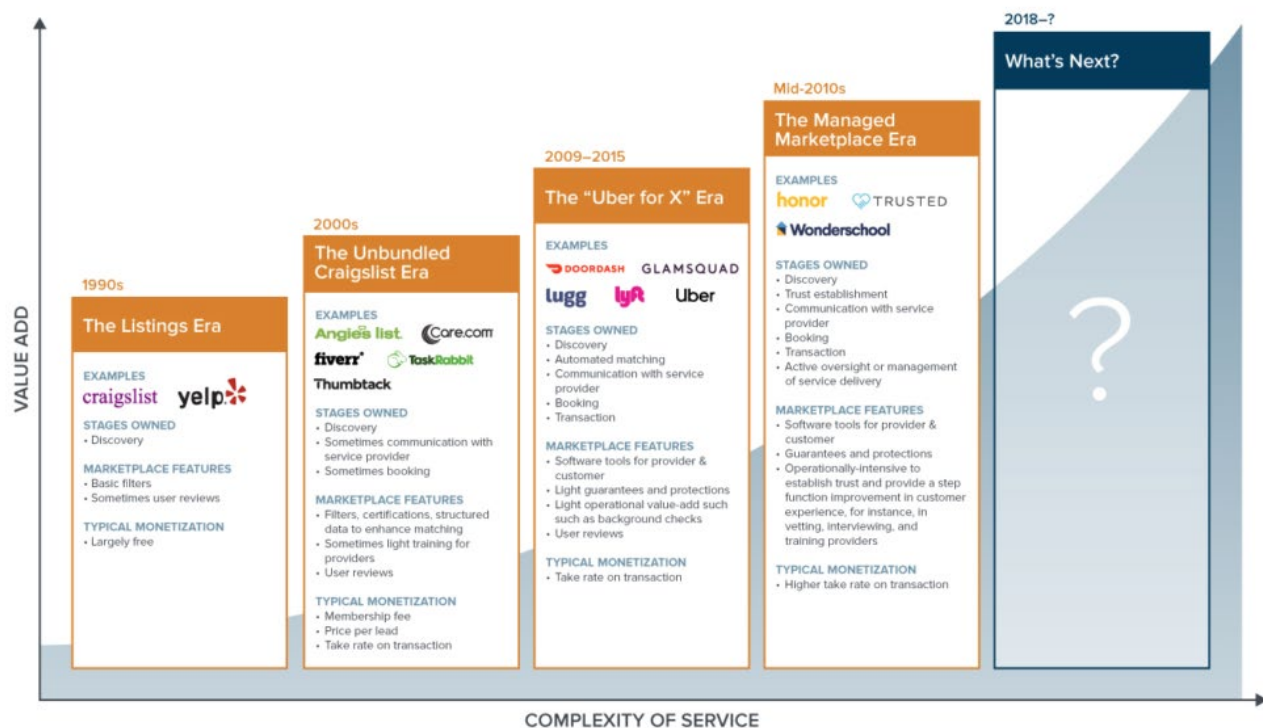 VALUE ADD
1990s
The Listings Era
EXAMPLES
craigslist yelp
STAGES OWNED
• Discovery
MARKETPLACE FEATURES
• Basic filters
• Sometimes user reviews
TYPICAL MONETIZATION
• Largely free
2000s
The Unbundled
Craigslist Era
EXAMPLES
Angie's list. Care.com
fiverr TaskRabbit
Thumbtack
STAGES OWNED
• Discovery
• Sometimes communication with
service provider
• Sometimes booking
MARKETPLACE FEATURES
• Filters, certifications, structured
data to enhance matching
• Sometimes light training for
providers
• User reviews
TYPICAL MONETIZATION
• Membership fee
• Price per lead
• Take rate on transaction
2009–2015
The “Uber for X” Era
EXAMPLES
DOORDASH GLAMSQUAD
lugg lyft Uber
STAGES OWNED
• Discovery
• Automated matching
• Communication with service
provider
• Booking
• Transaction
MARKETPLACE FEATURES
• Software tools for provider &
customer
• Light guarantees and protections
• Light operational value-add such
such as background checks
• User reviews
TYPICAL MONETIZATION
• Take rate on transaction
Mid-2010s
The Managed
Marketplace Era
EXAMPLES
honor TRUSTED
Wonderschool
STAGES OWNED
• Discovery
• Trust establishment
• Communication with service
provider
• Booking
• Transaction
• Active oversight or management
of service delivery
MARKETPLACE FEATURES
• Software tools for provider &
customer
• Guarantees and protections
• Operationally-intensive to
establish trust and provide a step
function improvement in customer
experience, for instance, in
vetting, interviewing, and
training providers
TYPICAL MONETIZATION
• Higher take rate on transaction
2018–?
What’s Next?
?
COMPLEXITY OF SERVICE